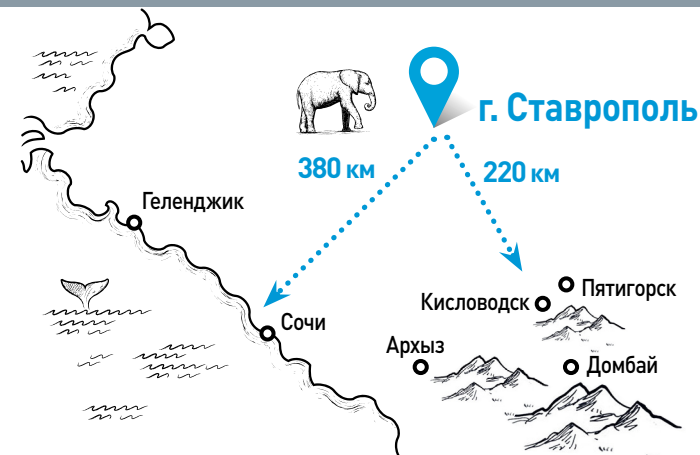 г. Ставрополь
380 км
220 км
Геленджик
Пятигорск
Кисловодск
Сочи
Архыз
Домбай